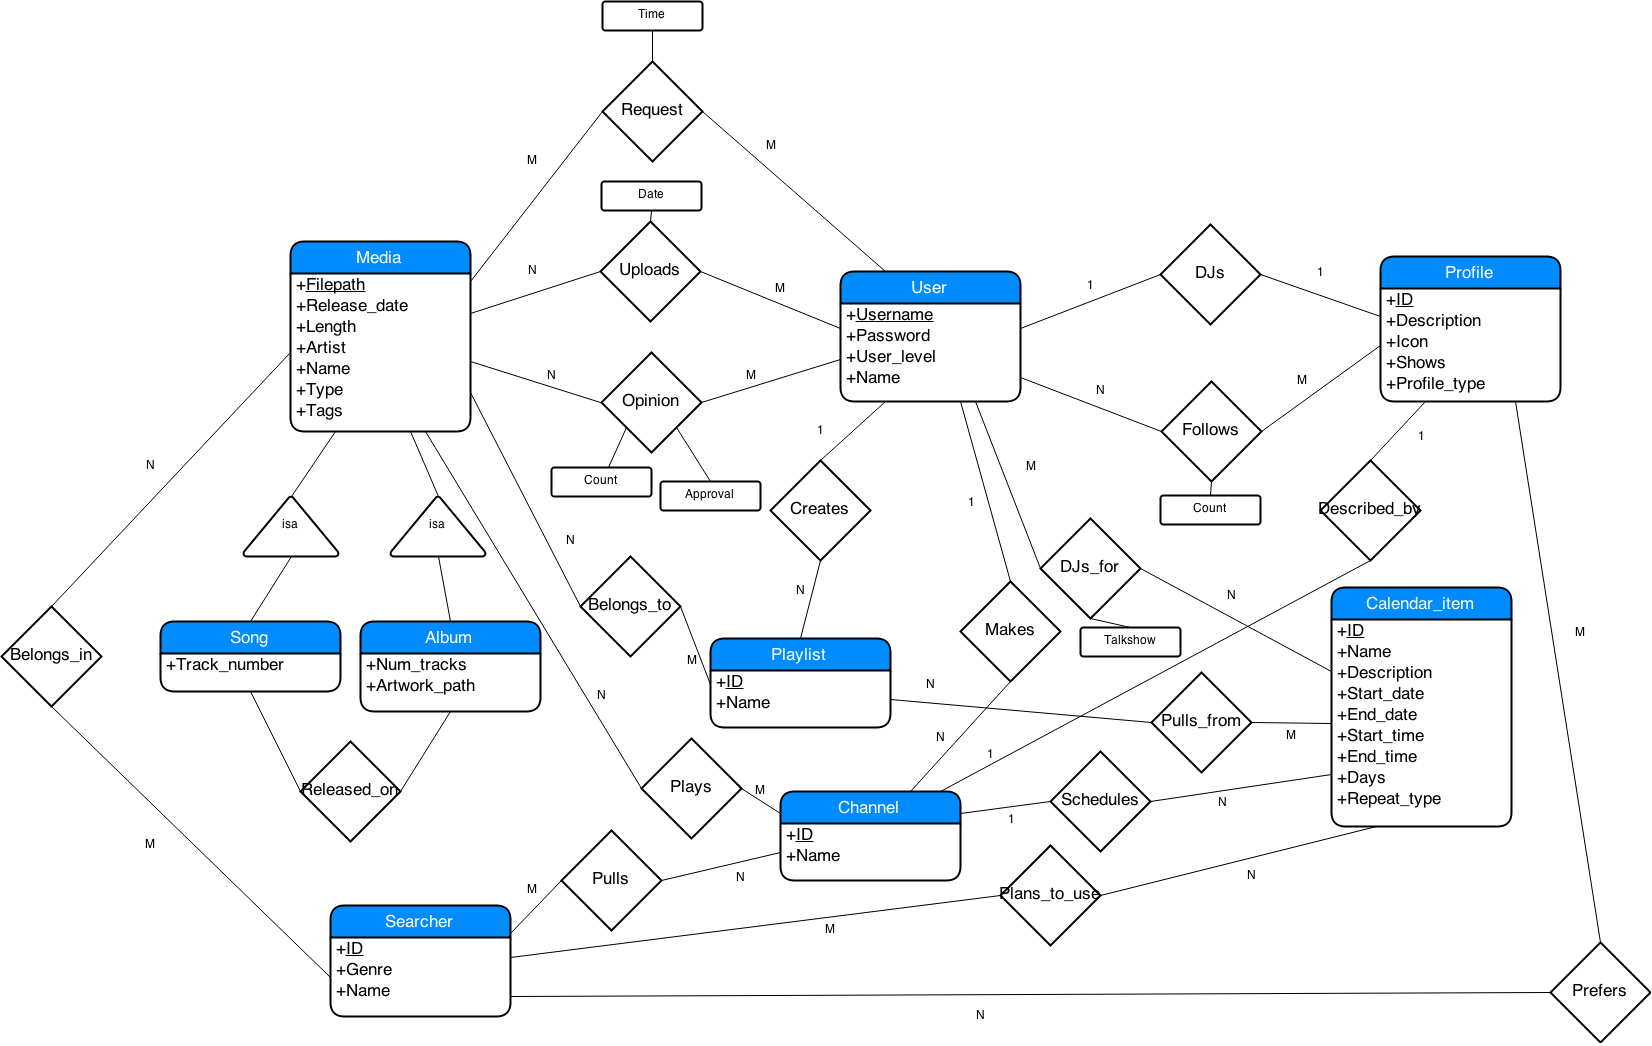 Time
Request
M
M
Date
Uploads
N
M
Media
+Filepath
+Release_date
+Length
+Artist
+Name
+Type
+Tags
User
+Username
+Password
+User_level
+Name
1
DJs
1
Profile
+ID
+Description
+Icon
+Shows
+Profile_type
N
Opinion
M
Count
Approval
N
Follows
M
Count
1
Creates
N
1
Makes
N
M
DJs_for
N
Talkshow
1
Described_by
1
N
isa
isa
N
Belongs_to
M
Belongs_in
M
Song
+Track_number
Album
+Num_tracks
+Artwork_path
Released_on
Playlist
+ID
+Name
N
Pulls_from
M
Calendar_item
+ID
+Name
+Description
+Start_date
+End_date
+Start_time
+End_time
+Days
+Repeat_type
N
Plays
M
Channel
+ID
+Name
1
Schedules
N
M
Pulls
N
Plans_to_use
M
N
Searcher
+ID
+Genre
+Name
M
Prefers
N